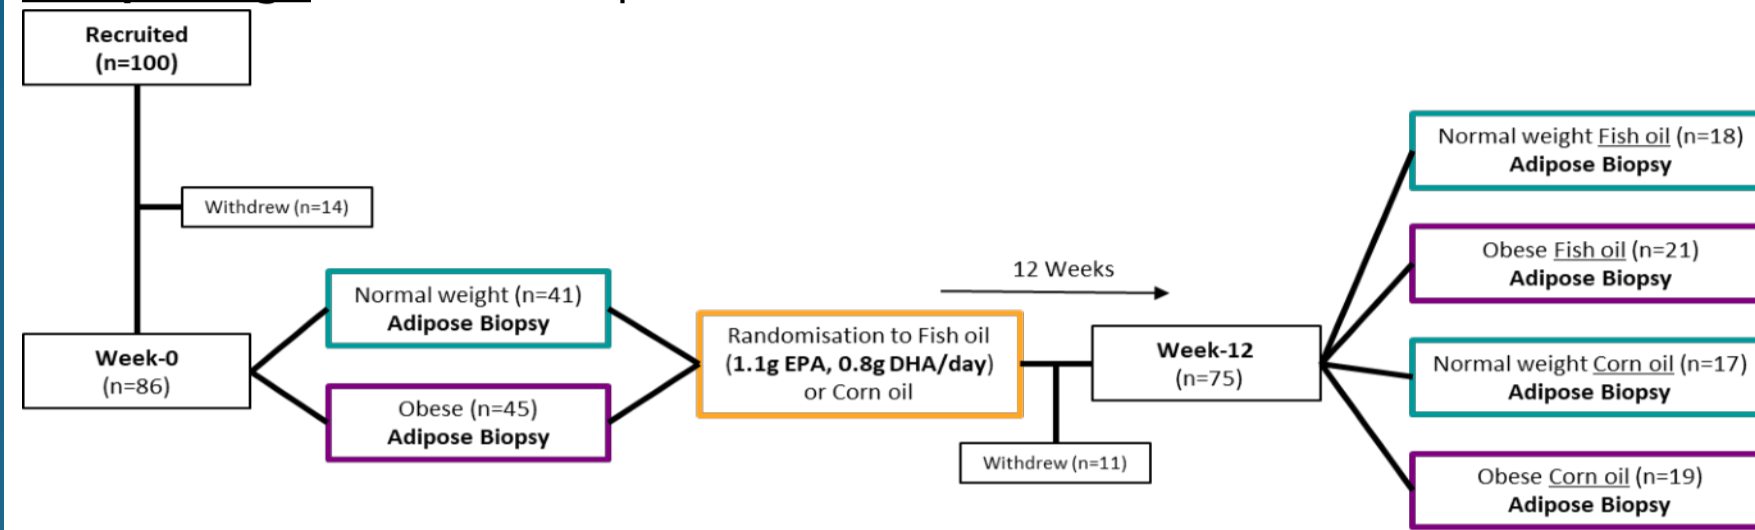 Recruited
(n=100)
Withdrew (n=14)
Week-0
(n=86)
Normal weight (n=41)
Adipose Biopsy
Obese (n=45)
Adipose Biopsy
Randomisation to Fish oil
(1.1g EPA, 0.8g DHA/day)
or Corn oil
12 Weeks
Withdrew (n=11)
Week-12
(n=75)
Normal weight Fish oil (n=18)
Adipose Biopsy
Obese Fish oil (n=21)
Adipose Biopsy
Normal weight Corn oil (n=17)
Adipose Biopsy
Obese Corn oil (n=19)
Adipose Biopsy